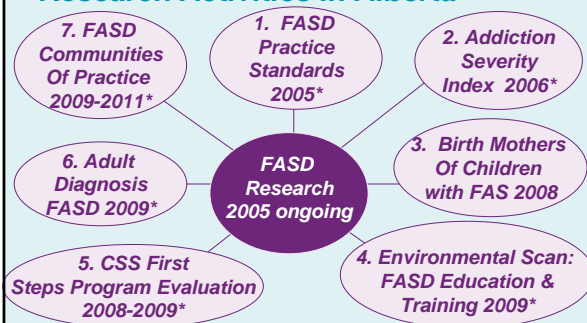 Research Activities in Alberta
1. FASD
Practice
Standards
2005*
2. Addiction
Severity
Index 2006*
3. Birth Mothers
Of Children
with FAS 2008
4. Environmental Scan:
FASD Education &
Training 2009*
5. CSS First
Steps Program Evaluation
2008-2009*
6. Adult
Diagnosis
FASD 2009*
7. FASD
Communities
Of Practice
2009-2011*
FASD
Research
2005 ongoing